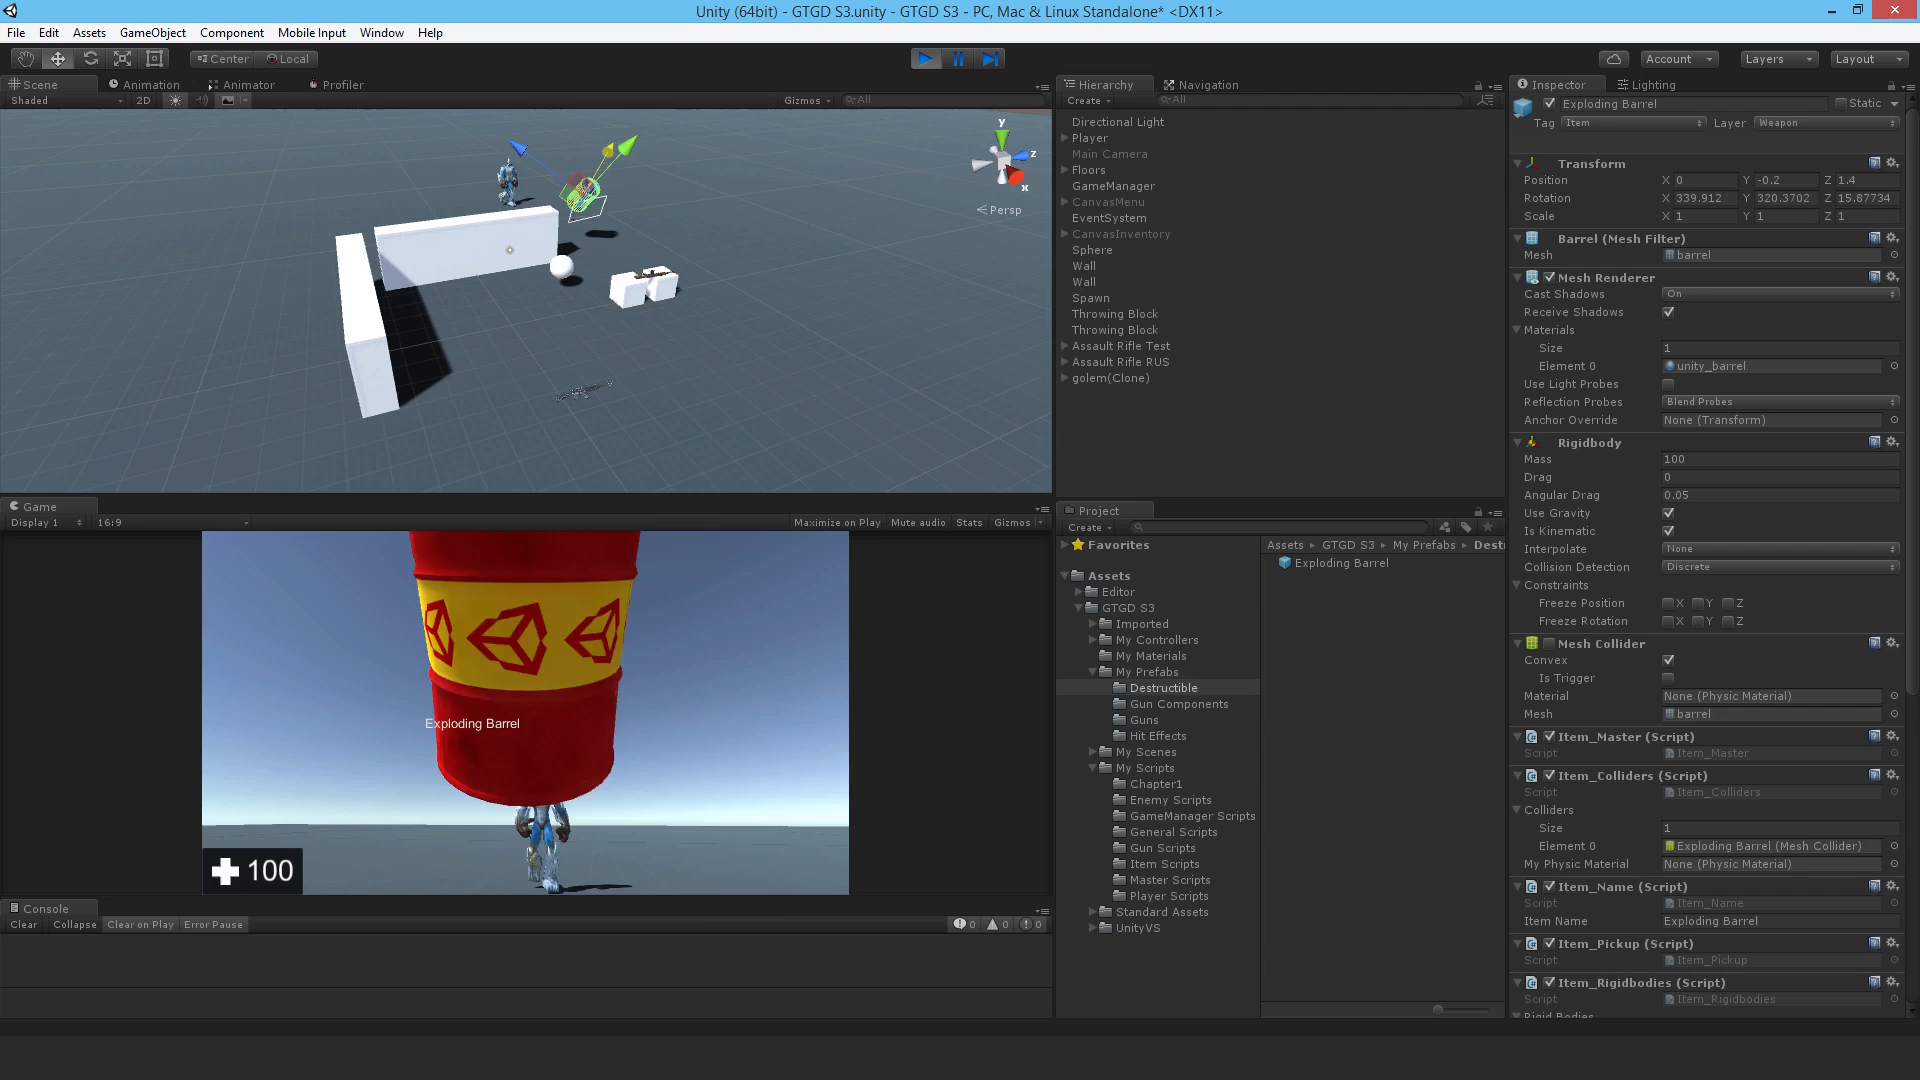 Unity (64bit) - GTGD S3.unity - GTGD S3 - PC, Mac & Linux Standalone* <DX11>
File Edit Assets GameObject Component Mobile Input Window Help
Center Local Account Layers Layout
Scene Animation Animator Profiler
Shaded 2D Gizmos All
y
z
x
Persp
Game
Display 1 16:9 Maximize on Play Mute audio Stats Gizmos
Exploding Barrel
100
Console
Clear Collapse Clear on Play Error Pause 0 0 0
Hierarchy Navigation
Create All
Directional Light
Player
Main Camera
Floors
GameManager
CanvasMenu
EventSystem
CanvasInventory
Sphere
Wall
Wall
Spawn
Throwing Block
Throwing Block
Assault Rifle Test
Assault Rifle RUS
golem(Clone)
Project
Create
Favorites
Assets
Editor
GTGD S3
Imported
My Controllers
My Materials
My Prefabs
Destructible
Gun Components
Guns
Hit Effects
My Scenes
My Scripts
Chapter1
Enemy Scripts
GameManager Scripts
General Scripts
Gun Scripts
Item Scripts
Master Scripts
Player Scripts
Standard Assets
UnityVS
Assets GTGD S3 My Prefabs Dest
Exploding Barrel
Inspector Lighting
Exploding Barrel Static
Tag Item Layer Weapon
Transform
Position X 0 Y -0.2 Z 1.4
Rotation X 339.912 Y 320.3702 Z 15.87734
Scale X 1 Y 1 Z 1
Barrel (Mesh Filter)
Mesh barrel
Mesh Renderer
Cast Shadows On
Receive Shadows
Materials
Size 1
Element 0 unity_barrel
Use Light Probes
Reflection Probes Blend Probes
Anchor Override None (Transform)
Rigidbody
Mass 100
Drag 0
Angular Drag 0.05
Use Gravity
Is Kinematic
Interpolate None
Collision Detection Discrete
Constraints
Freeze Position X Y Z
Freeze Rotation X Y Z
Mesh Collider
Convex
Is Trigger
Material None (Physic Material)
Mesh barrel
Item_Master (Script)
Script Item_Master
Item_Colliders (Script)
Script Item_Colliders
Colliders
Size 1
Element 0 Exploding Barrel (Mesh Collider)
My Physic Material None (Physic Material)
Item_Name (Script)
Script Item_Name
Item Name Exploding Barrel
Item_Pickup (Script)
Script Item_Pickup
Item_Rigidbodies (Script)
Script Item_Rigidbodies
Rigid Bodies